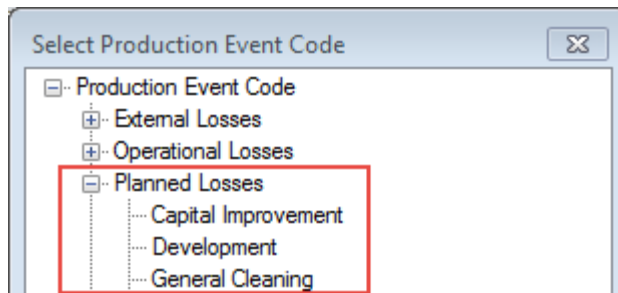 Select Production Event Code
Production Event Code
External Losses
Operational Losses
Planned Losses
Capital Improvement
Development
General Cleaning